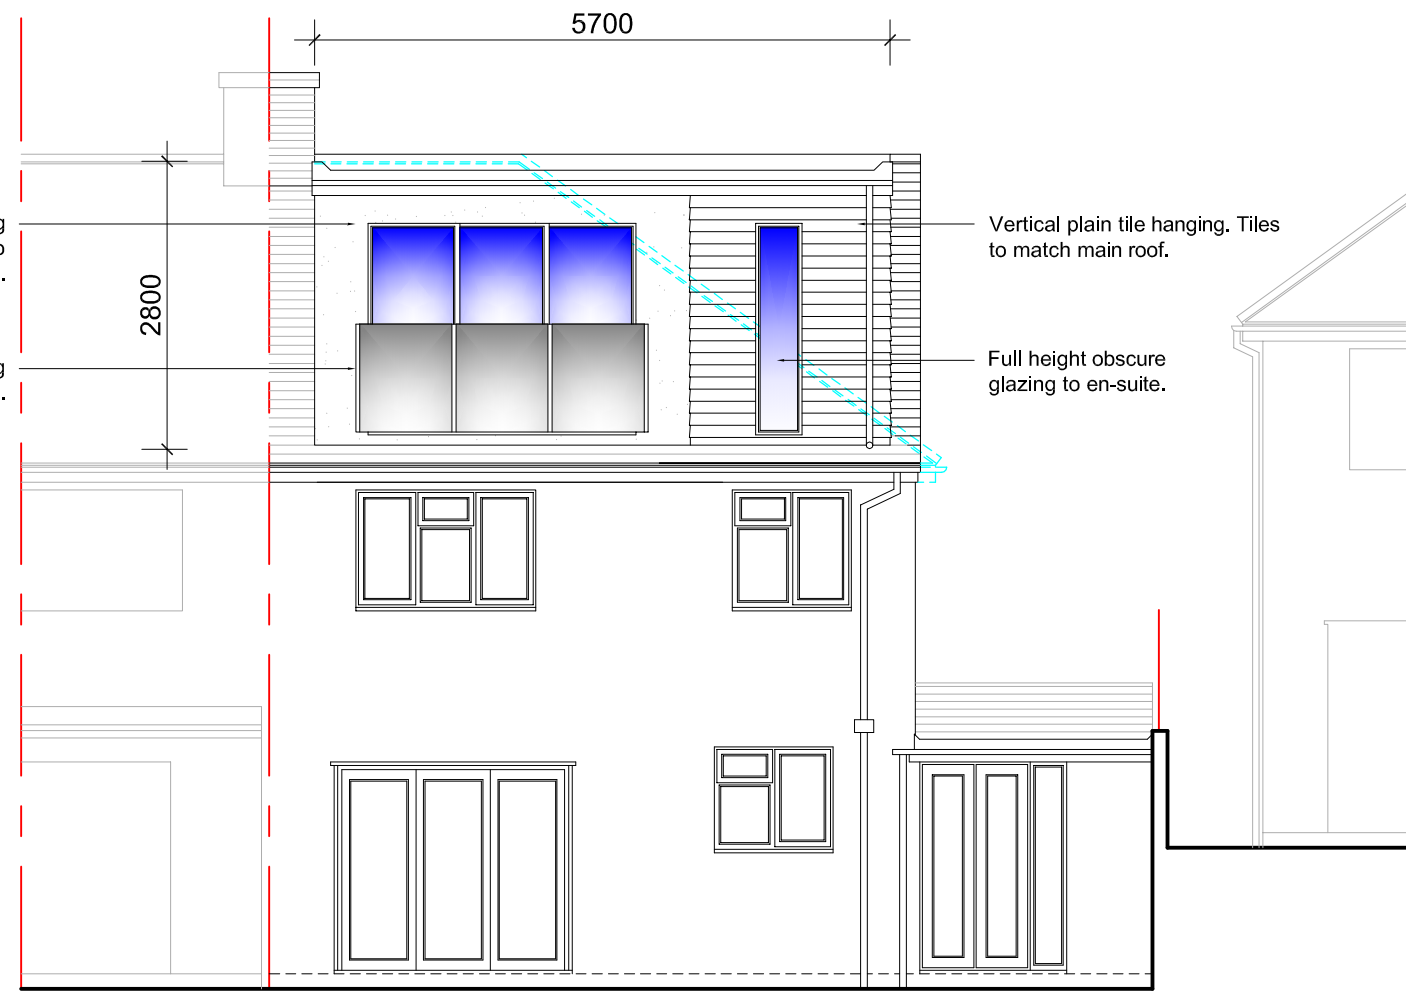 5700
2800
Vertical plain tile hanging. Tiles
to match main roof.
Full height obscure
glazing to en-suite.